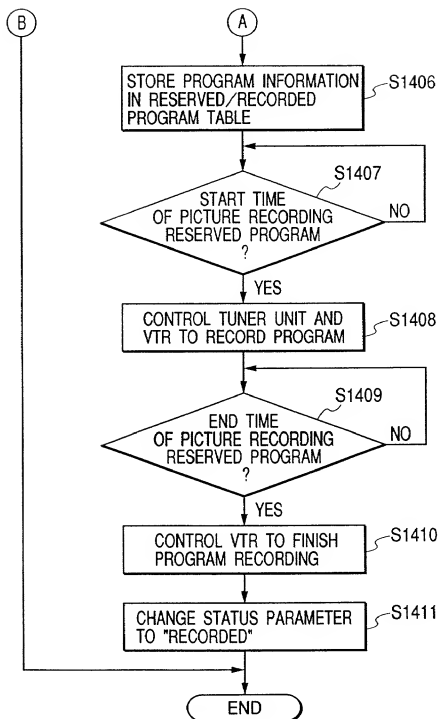 B
A
STORE PROGRAM INFORMATION
IN RESERVED/RECORDED
PROGRAM TABLE
S1406
S1407
START TIME
OF PICTURE RECORDING
RESERVED PROGRAM
?
NO
YES
CONTROL TUNER UNIT AND
VTR TO RECORD PROGRAM
S1408
S1409
END TIME
OF PICTURE RECORDING
RESERVED PROGRAM
?
NO
YES
CONTROL VTR TO FINISH
PROGRAM RECORDING
S1410
CHANGE STATUS PARAMETER
TO "RECORDED"
S1411
END